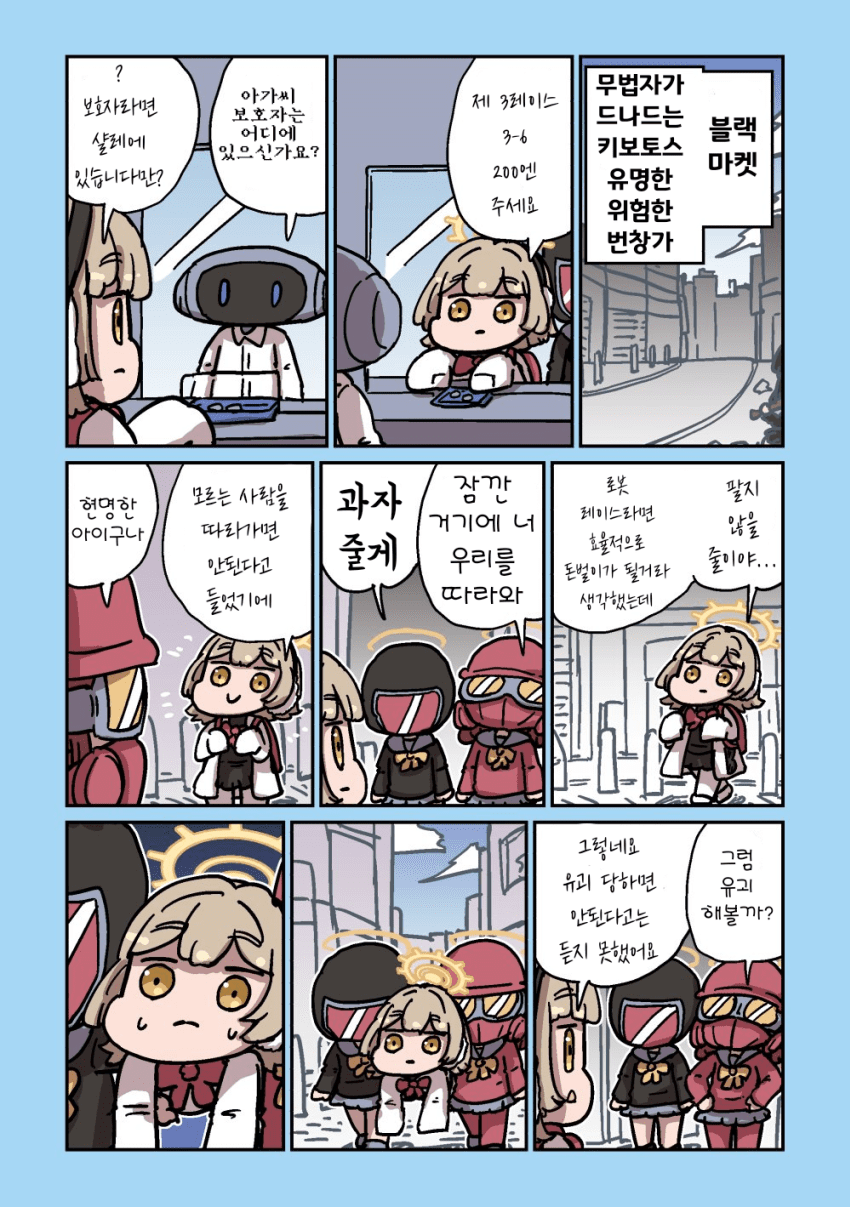 블랙
마켓
무법자가
드나드는
키보토스
유명한
위험한
번창가
제 3레이스
3-6
200엔
주세요
아가씨
보호자는
어디에
있으신가요?
?
보호자라면
샬레에
있습니다만?
팔지
않을
줄이야...
로봇
레이스라면
효율적으로
돈벌이가 될거라
생각했는데
잠깐
거기에 너
우리를
따라와
과자
줄게
모르는 사람을
따라가면
안된다고
들었기에
현명한
아이구나
그럼
유괴
해볼까?
그렇네요
유괴 당하면
안된다고는
듣지 못했어요